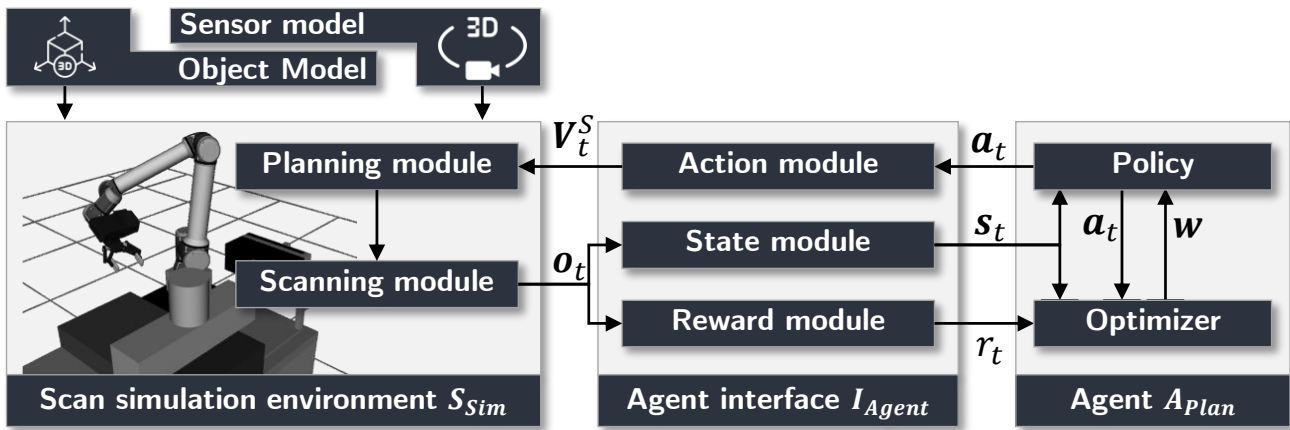 Sensor model
3D
Object Model
3D
Planning module
Scanning module
Scan simulation environment S_Sim
V_t^S
o_t
Action module
State module
Reward module
Agent interface I_Agent
a_t
s_t
r_t
Policy
a_t
w
Optimizer
Agent A_Plan